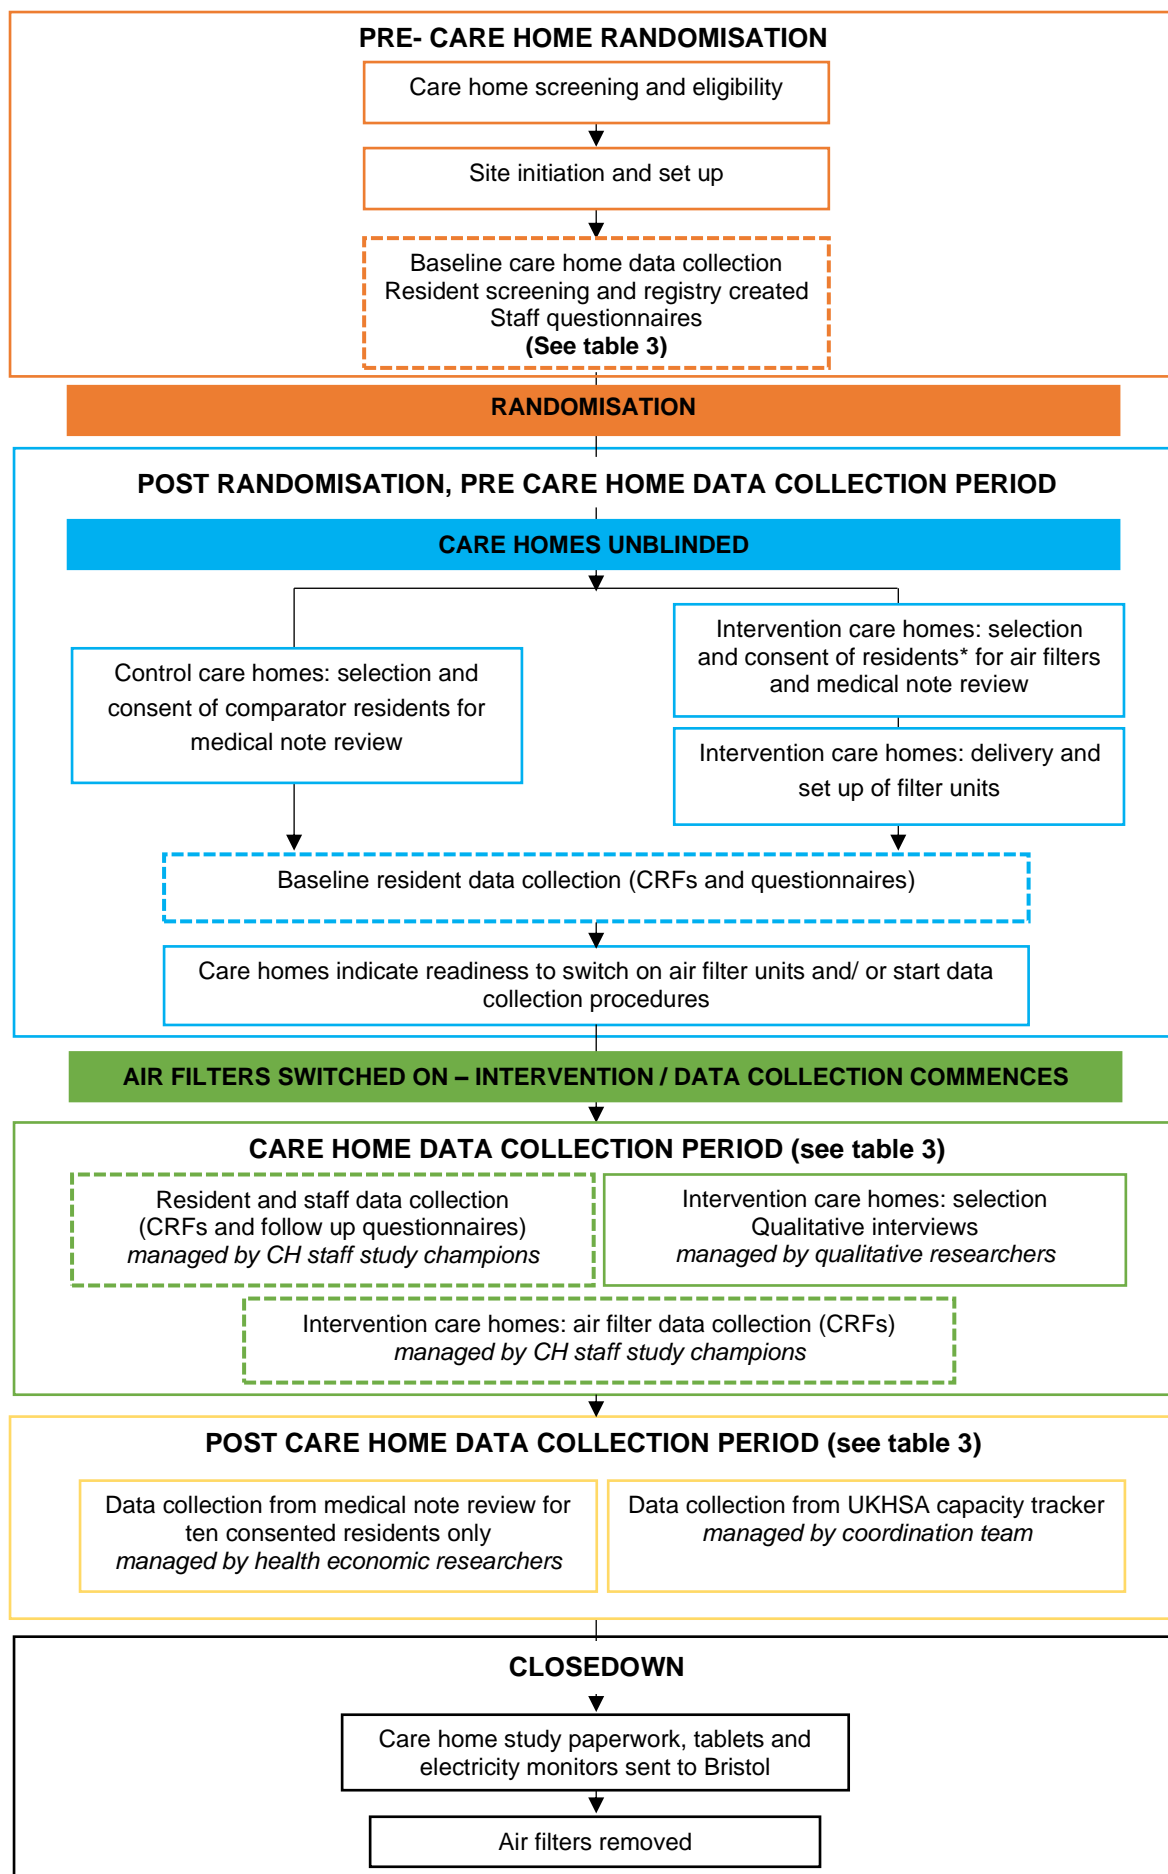 PRE- CARE HOME RANDOMISATION
Care home screening and eligibility
Site initiation and set up
Baseline care home data collection
Resident screening and registry created
Staff questionnaires
(See table 3)
RANDOMISATION
POST RANDOMISATION, PRE CARE HOME DATA COLLECTION PERIOD
CARE HOMES UNBLINDED
Control care homes: selection and
consent of comparator residents for
medical note review
Intervention care homes: selection
and consent of residents* for air filters
and medical note review
Intervention care homes: delivery and
set up of filter units
Baseline resident data collection (CRFs and questionnaires)
Care homes indicate readiness to switch on air filter units and/ or start data
collection procedures
AIR FILTERS SWITCHED ON – INTERVENTION / DATA COLLECTION COMMENCES
CARE HOME DATA COLLECTION PERIOD (see table 3)
Resident and staff data collection
(CRFs and follow up questionnaires)
managed by CH staff study champions
Intervention care homes: selection
Qualitative interviews
managed by qualitative researchers
Intervention care homes: air filter data collection (CRFs)
managed by CH staff study champions
POST CARE HOME DATA COLLECTION PERIOD (see table 3)
Data collection from medical note review for
ten consented residents only
managed by health economic researchers
Data collection from UKHSA capacity tracker
managed by coordination team
CLOSEDOWN
Care home study paperwork, tablets and
electricity monitors sent to Bristol
Air filters removed